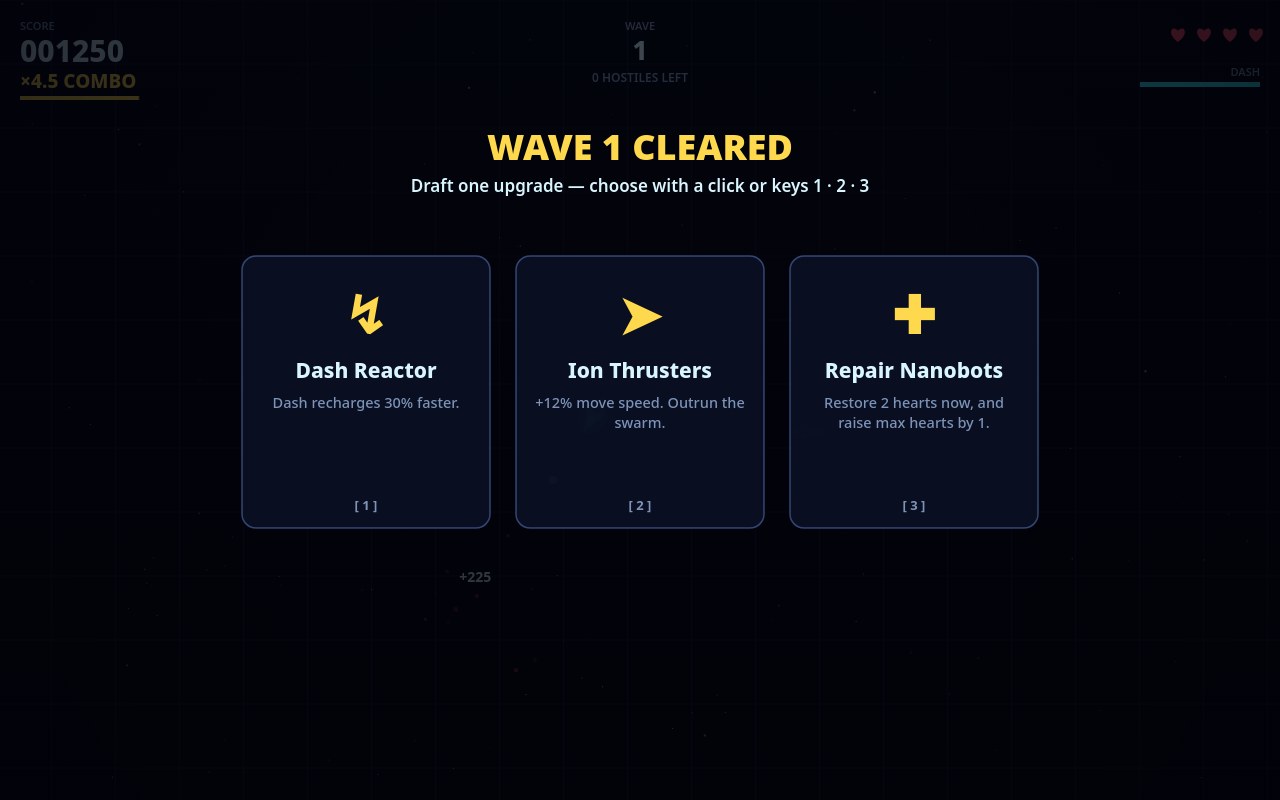 SCORE
001250
×4.5 COMBO
WAVE
1
0 HOSTILES LEFT
DASH
WAVE 1 CLEARED
Draft one upgrade — choose with a click or keys 1 · 2 · 3
Dash Reactor
Dash recharges 30% faster.
[ 1 ]
Ion Thrusters
+12% move speed. Outrun the
swarm.
[ 2 ]
Repair Nanobots
Restore 2 hearts now, and
raise max hearts by 1.
[ 3 ]
+225